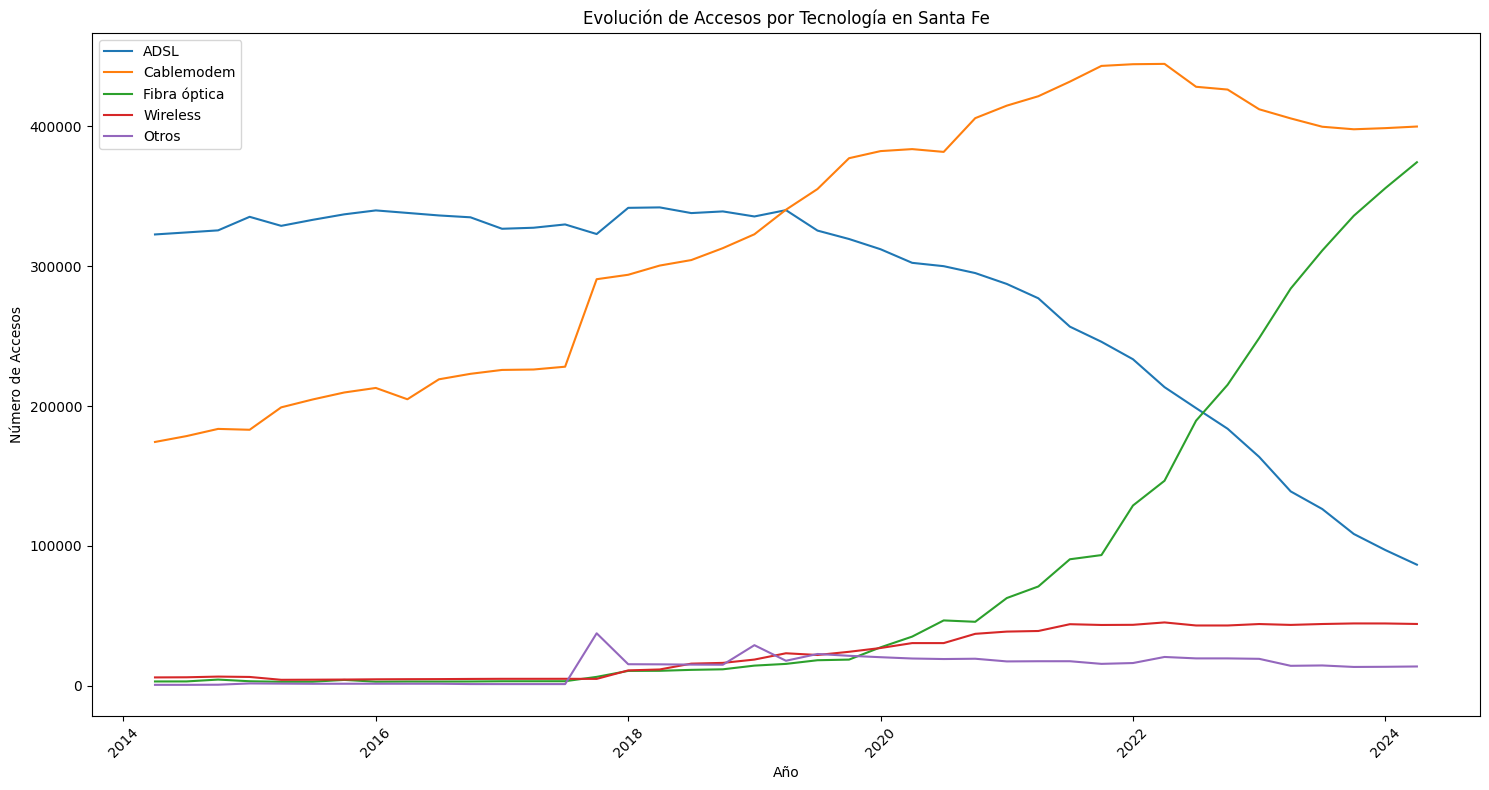 Evolución de Accesos por Tecnología en Santa Fe
ADSL
Cablemodem
Fibra óptica
Wireless
Otros
Número de Accesos
400000
300000
200000
100000
0
2014
2016
2018
2020
2022
2024
Año